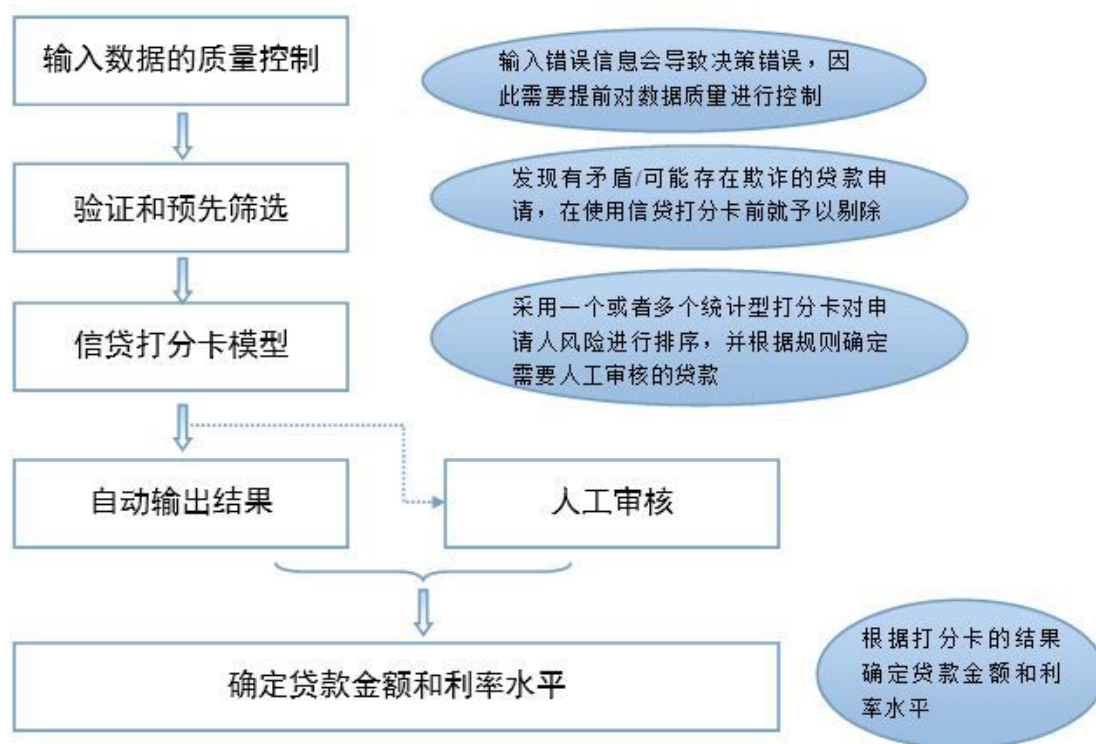 输入数据的质量控制
输入错误信息会导致决策错误，因
此需要提前对数据质量进行控制
验证和预先筛选
发现有矛盾/可能存在欺诈的贷款申
请，在使用信贷打分卡前就予以剔除
信贷打分卡模型
采用一个或者多个统计型打分卡对申
请人风险进行排序，并根据规则确定
需要人工审核的贷款
自动输出结果
人工审核
确定贷款金额和利率水平
根据打分卡的结果
确定贷款金额和利
率水平